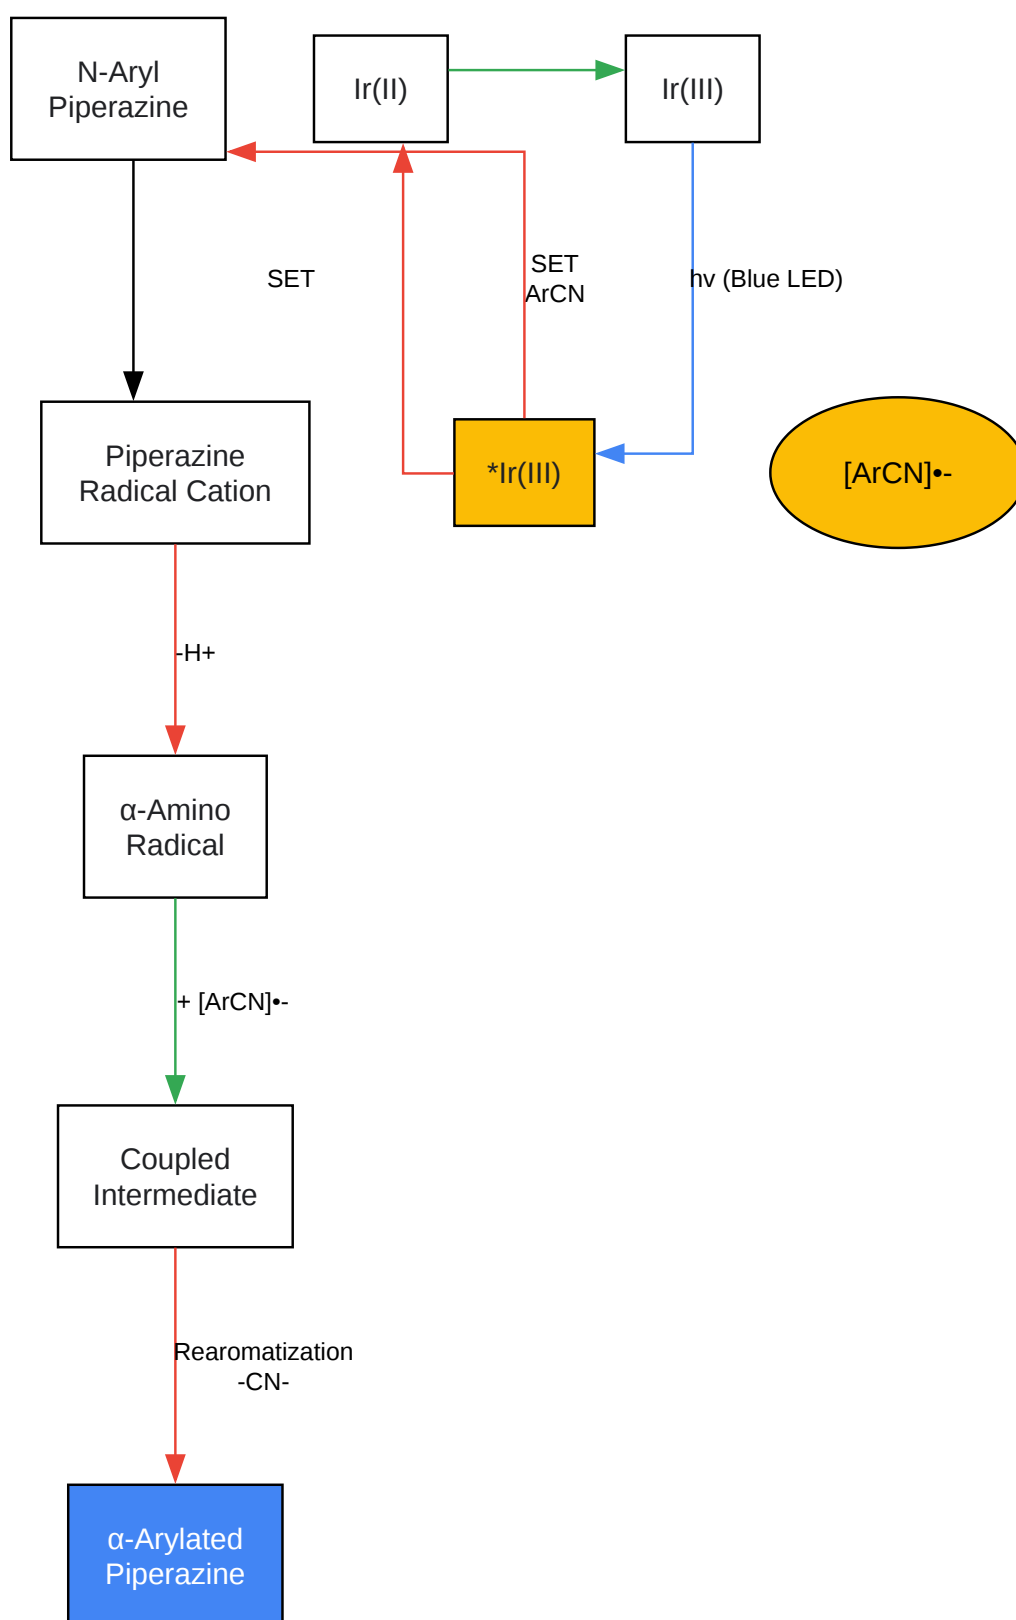 N-Aryl
Piperazine
Ir(II)
Ir(III)
SET
SET
ArCN
hv (Blue LED)
Piperazine
Radical Cation
*Ir(III)
[ArCN]•-
-H+
α-Amino
Radical
+ [ArCN]•-
Coupled
Intermediate
Rearomatization
-CN-
α-Arylated
Piperazine